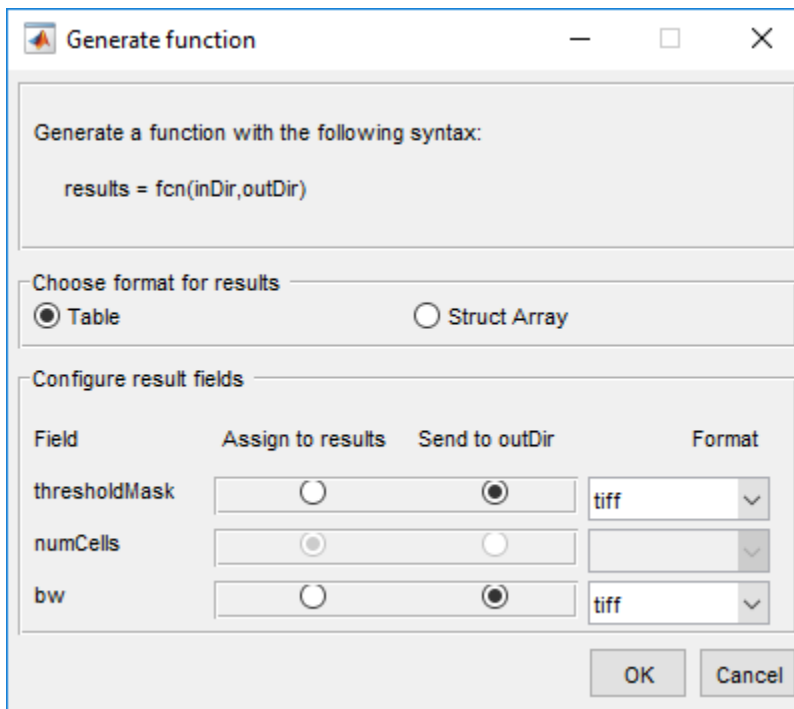 Generate function
Generate a function with the following syntax:
results = fcn(inDir,outDir)
Choose format for results
Table Struct Array
Configure result fields
Field Assign to results Send to outDir Format
thresholdMask tiff
numCells
bw tiff
OK Cancel